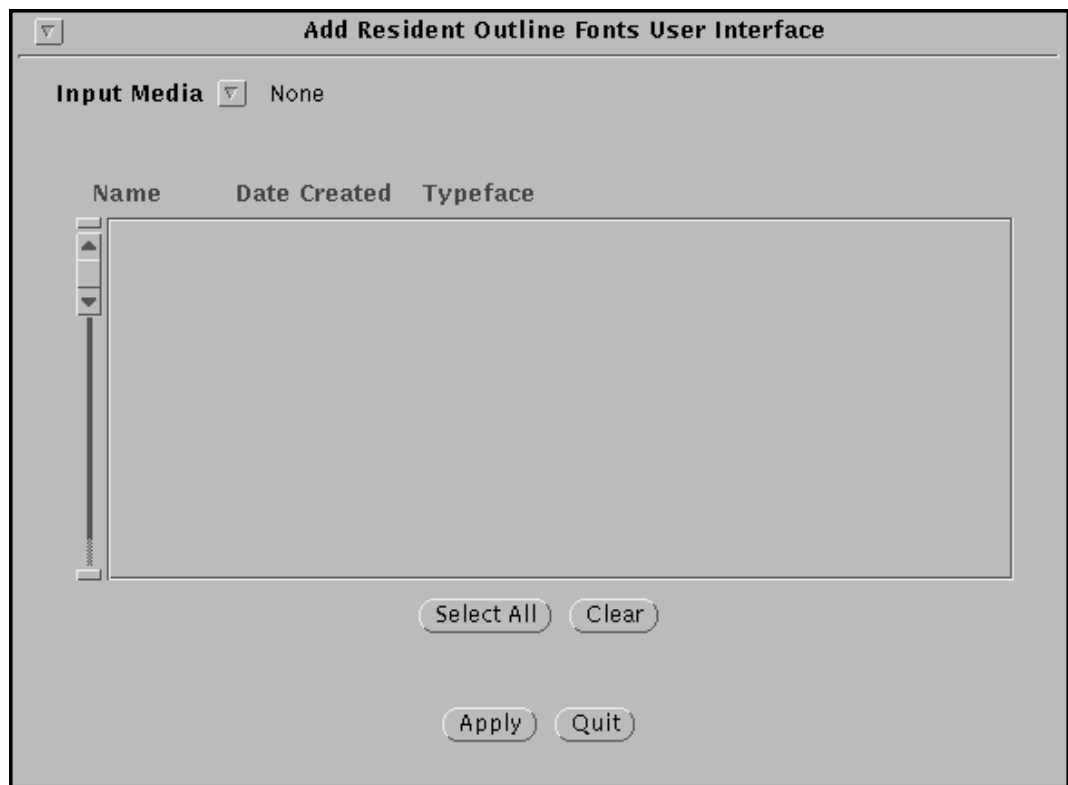 Add Resident Outline Fonts User Interface
Input Media None
Name Date Created Typeface
Select All Clear
Apply Quit